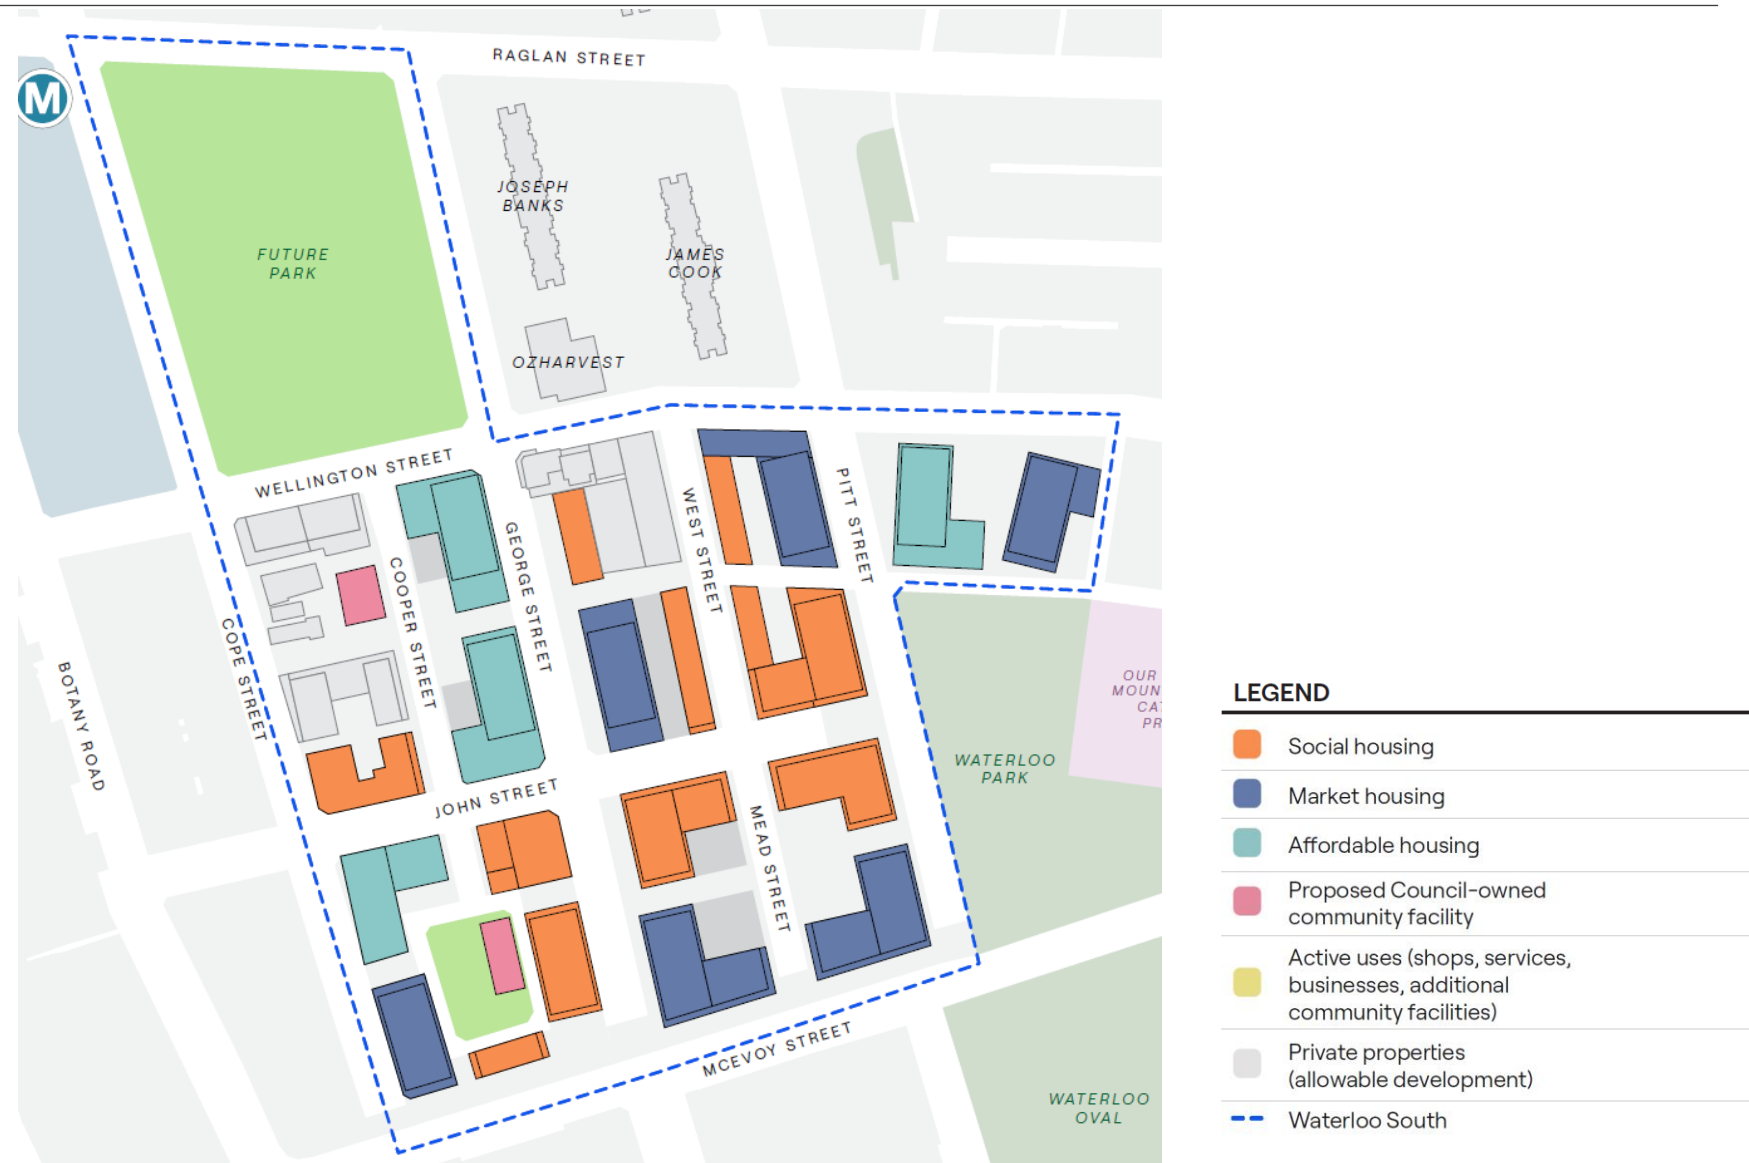 RAGLAN STREET
M
JOSEPH
BANKS
JAMES
COOK
FUTURE
PARK
OZHARVEST
WELLINGTON STREET
PITT STREET
WEST STREET
GEORGE STREET
COOPER STREET
COPE STREET
BOTANY ROAD
OUR
MOUN
CA
PR
WATERLOO
PARK
JOHN STREET
MEAD STREET
MCEVOY STREET
WATERLOO
OVAL
LEGEND
Social housing
Market housing
Affordable housing
Proposed Council-owned
community facility
Active uses (shops, services,
businesses, additional
community facilities)
Private properties
(allowable development)
Waterloo South